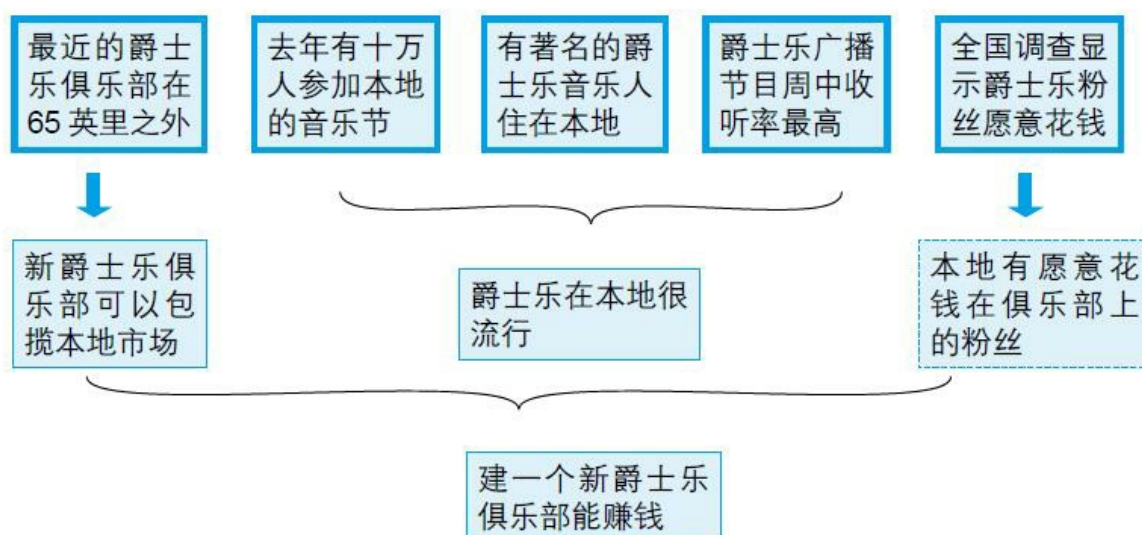 最近的爵士
乐俱乐部在
65 英里之外
去年有十万
人参加本地
的音乐节
有著名的爵
士乐音乐人
住在本地
爵士乐广播
节目周中收
听率最高
全国调查显
示爵士乐粉
丝愿意花钱
新爵士乐俱
乐部可以包
揽本地市场
爵士乐在本地很
流行
本地有愿意花
钱在俱乐部上
的粉丝
建一个新爵士乐
俱乐部能赚钱